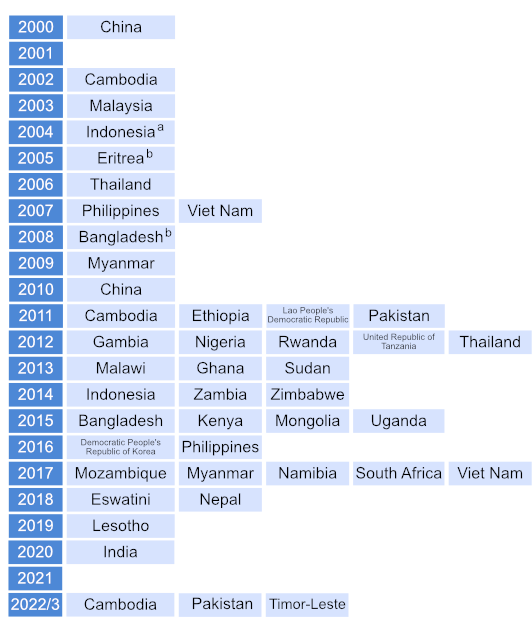 2000 China
2001
2002 Cambodia
2003 Malaysia
2004 Indonesia a
2005 Eritrea b
2006 Thailand
2007 Philippines Viet Nam
2008 Bangladesh b
2009 Myanmar
2010 China
2011 Cambodia Ethiopia Lao People's Democratic Republic Pakistan
2012 Gambia Nigeria Rwanda United Republic of Tanzania Thailand
2013 Malawi Ghana Sudan
2014 Indonesia Zambia Zimbabwe
2015 Bangladesh Kenya Mongolia Uganda
2016 Democratic People's Republic of Korea Philippines
2017 Mozambique Myanmar Namibia South Africa Viet Nam
2018 Eswatini Nepal
2019 Lesotho
2020 India
2021
2022/3 Cambodia Pakistan Timor-Leste